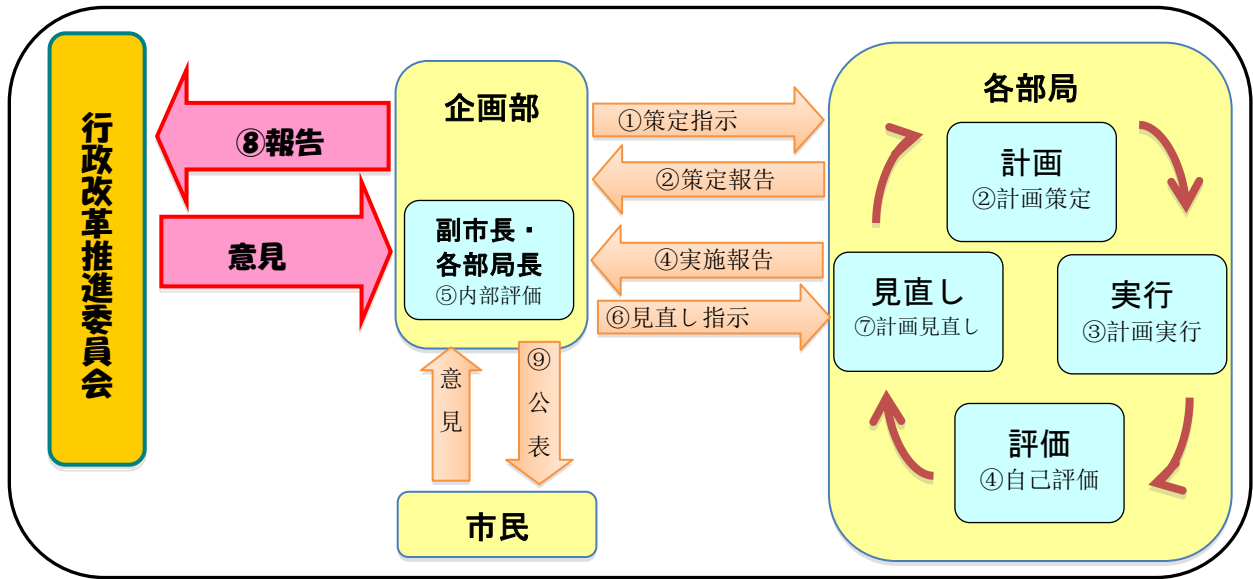 行政改革推進委員会
⑧報告
意見
企画部
副市長・
各部局長
⑤内部評価
①策定指示
②策定報告
④実施報告
⑥見直し指示
意見
⑨公表
市民
各部局
計画
②計画策定
実行
③計画実行
評価
④自己評価
見直し
⑦計画見直し